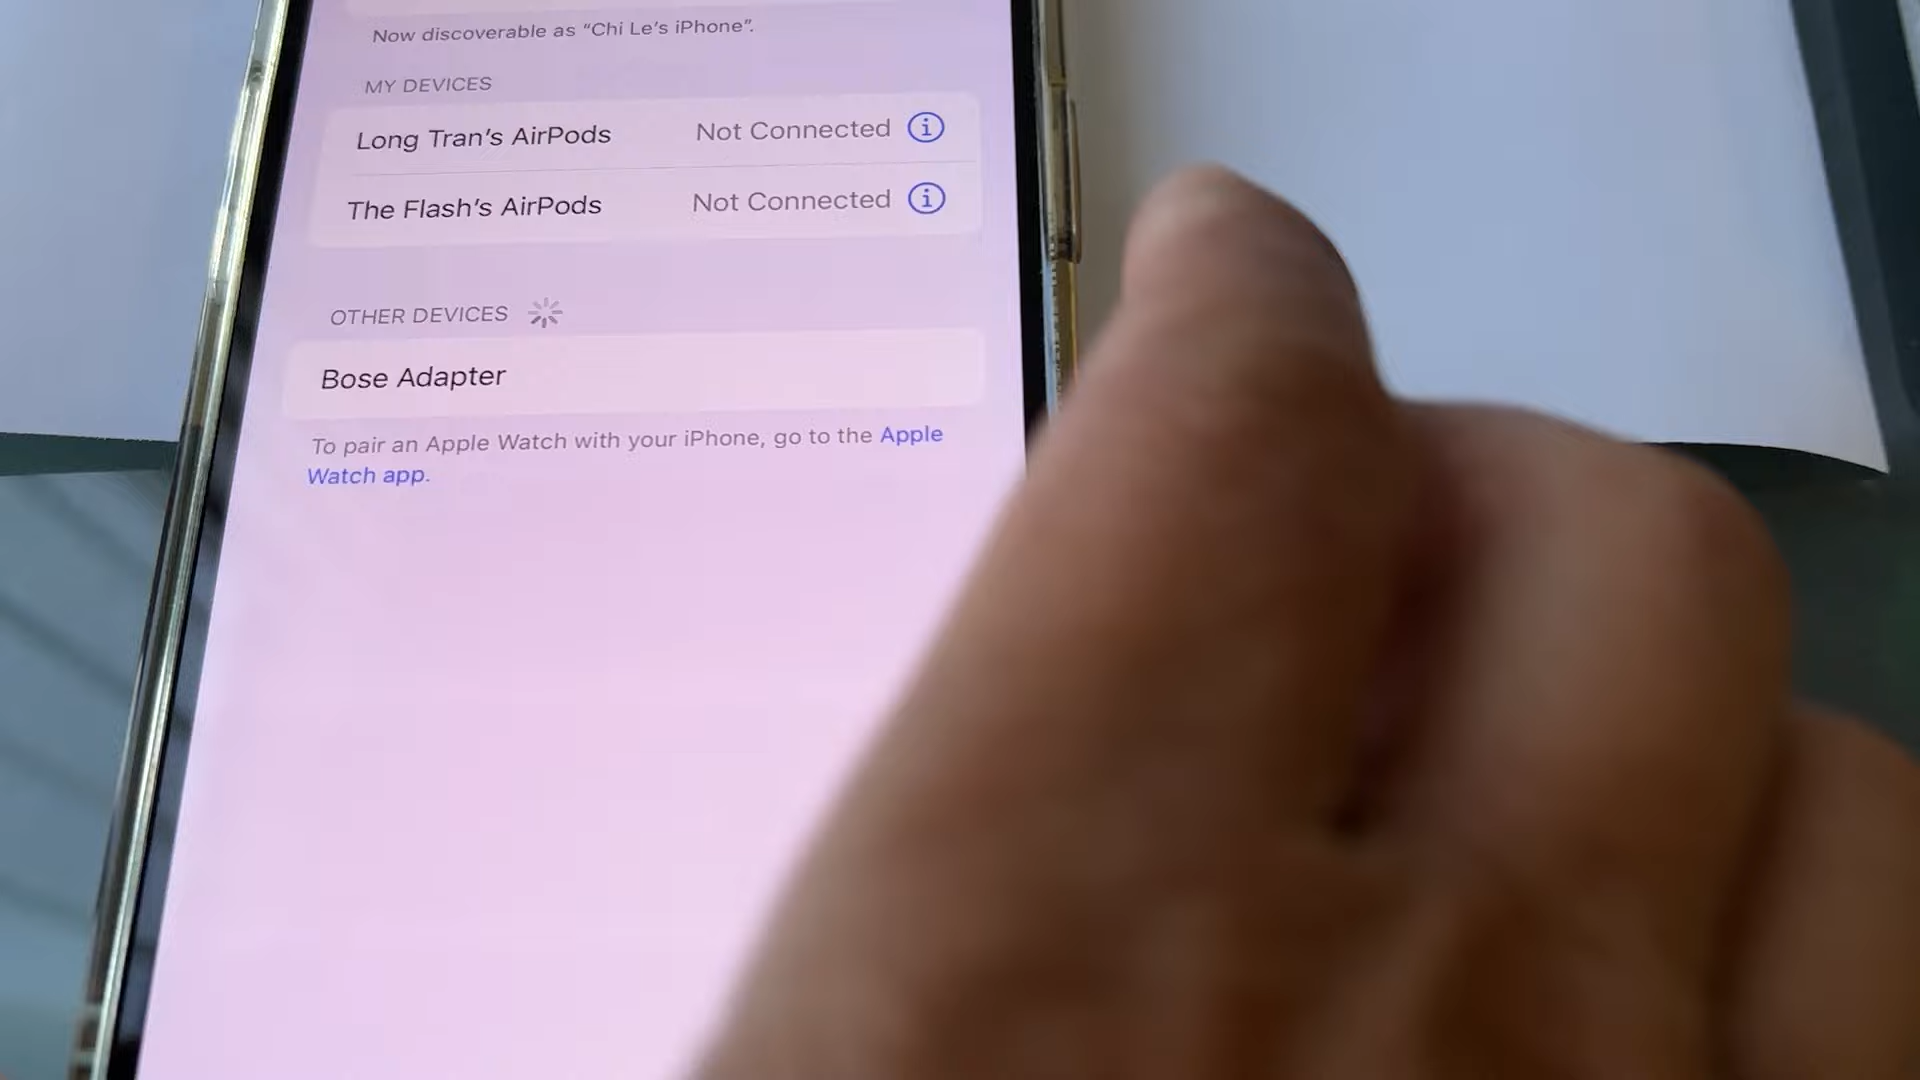 Now discoverable as “Chi Le’s iPhone”.
MY DEVICES
Long Tran’s AirPods Not Connected
The Flash’s AirPods Not Connected
OTHER DEVICES
Bose Adapter
To pair an Apple Watch with your iPhone, go to the Apple
Watch app.